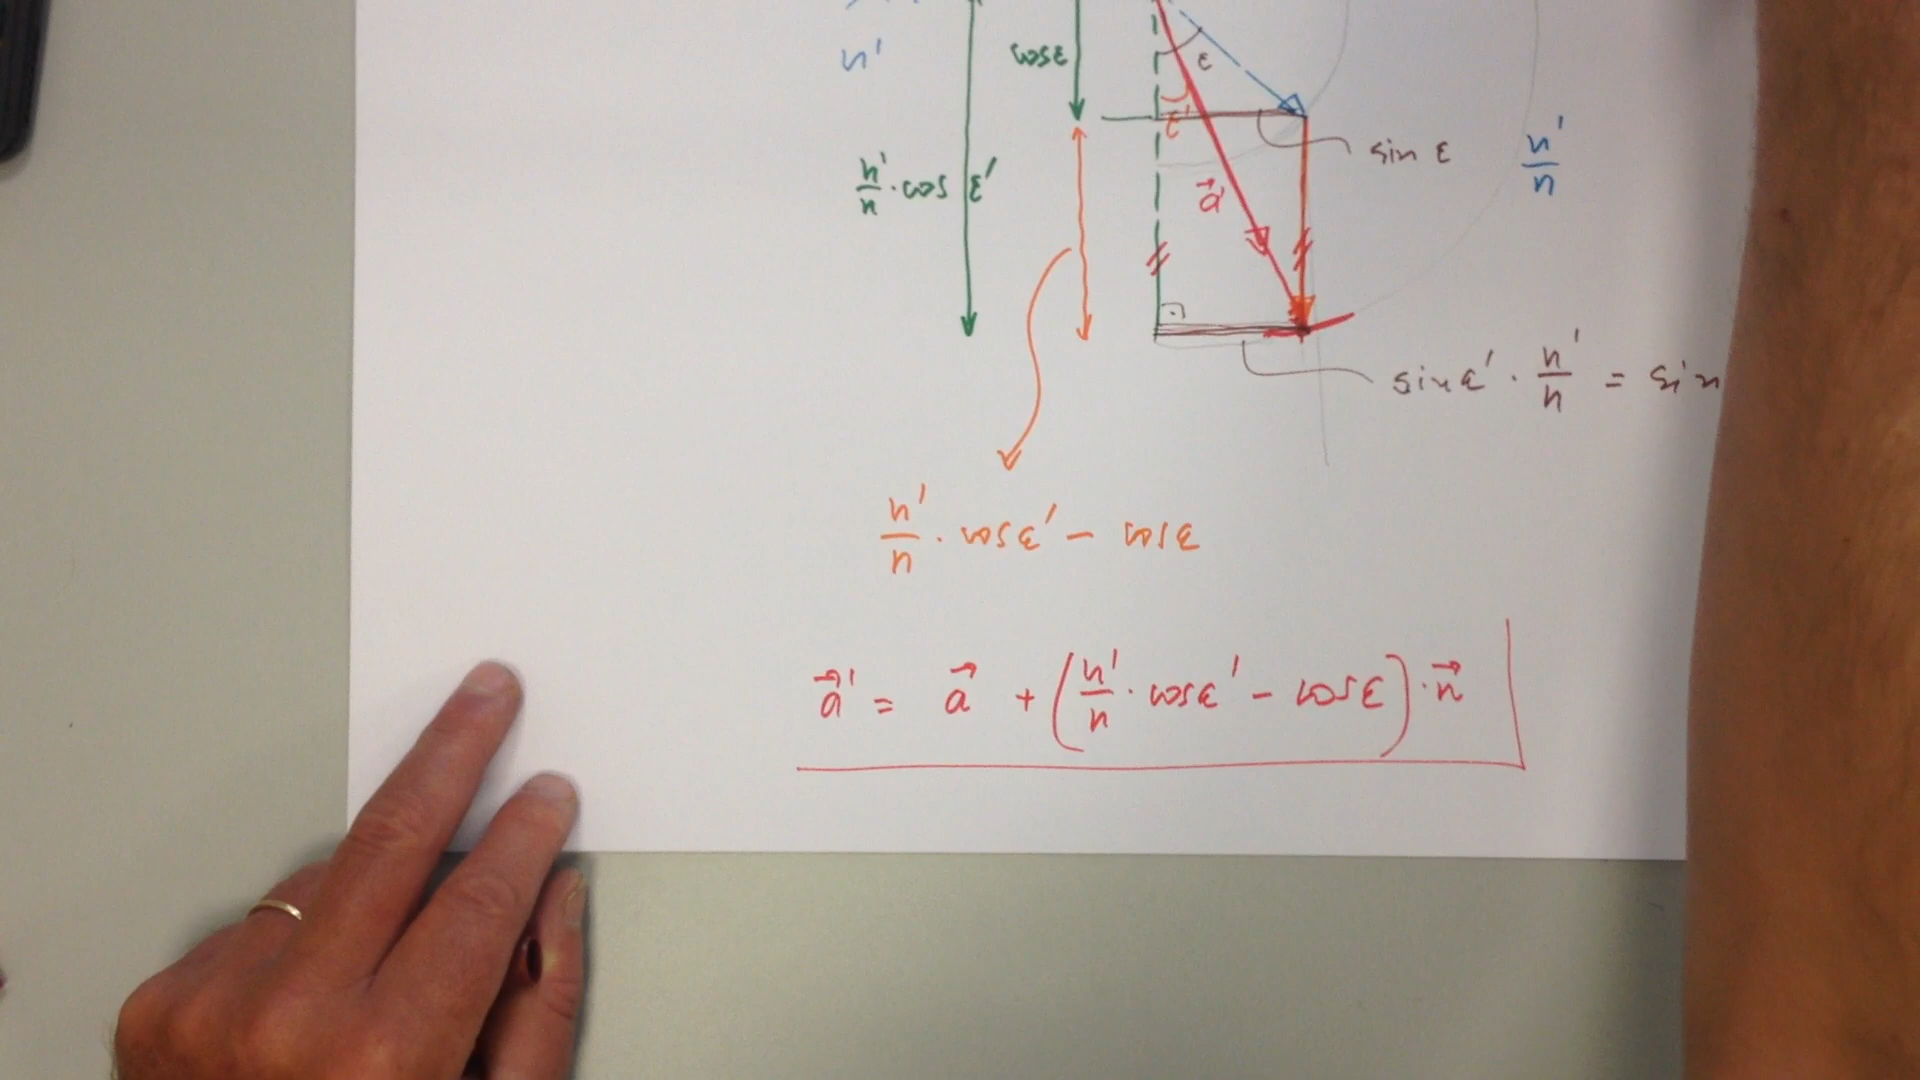 n'
cos ε
ε
ε'
sin ε
n'/n
n'/n · cos ε'
a⃗'
sin ε' · n'/n = sin
n'/n · cos ε' − cos ε
a⃗' = a⃗ + (n'/n · cos ε' − cos ε) · n⃗